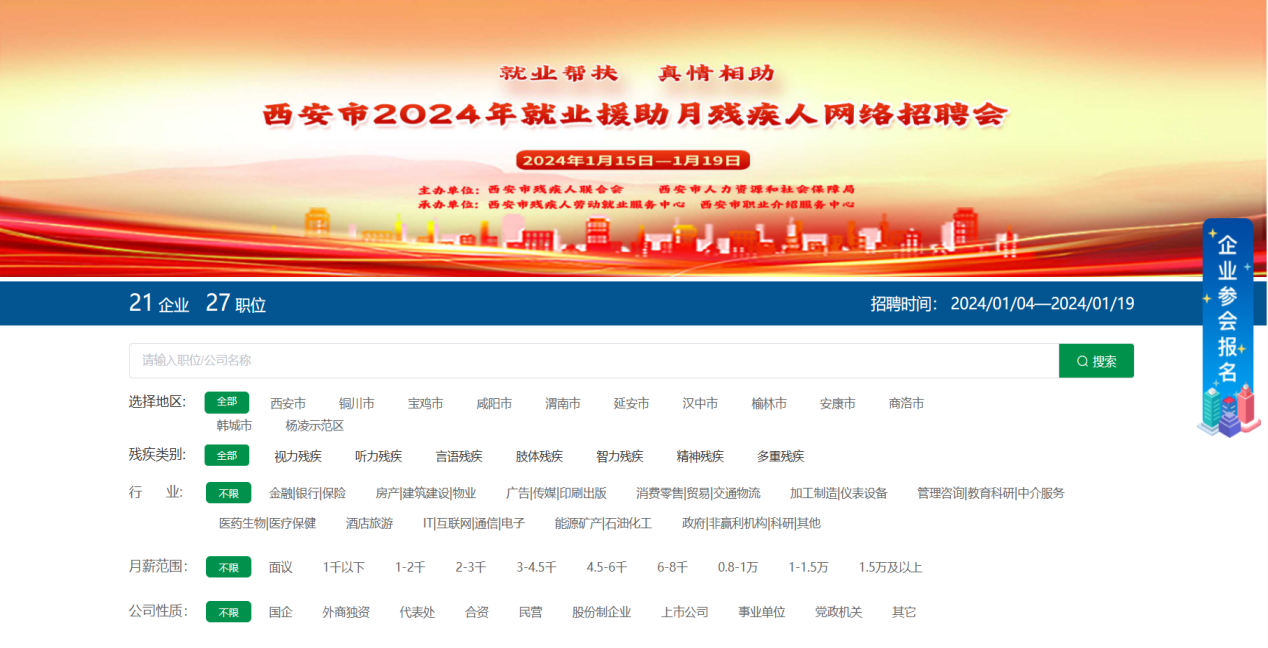 就业帮扶 真情相助
西安市2024年就业援助月残疾人网络招聘会
2024年1月15日—1月19日
主办单位：西安市残疾人联合会 西安市人力资源和社会保障局
承办单位：西安市残疾人劳动就业服务中心 西安市职业介绍服务中心
21 企业 27 职位 招聘时间： 2024/01/04—2024/01/19
企业参会报名
请输入职位/公司名称 搜索
选择地区: 全部 西安市 铜川市 宝鸡市 咸阳市 渭南市 延安市 汉中市 榆林市 安康市 商洛市
韩城市 杨凌示范区
残疾类别: 全部 视力残疾 听力残疾 言语残疾 肢体残疾 智力残疾 精神残疾 多重残疾
行 业: 不限 金融|银行|保险 房产|建筑建设|物业 广告|传媒|印刷出版 消费零售|贸易|交通物流 加工制造|仪表设备 管理咨询|教育科研|中介服务
医药生物|医疗保健 酒店旅游 IT|互联网|通信|电子 能源矿产|石油化工 政府|非赢利机构|科研|其他
月薪范围: 不限 面议 1千以下 1-2千 2-3千 3-4.5千 4.5-6千 6-8千 0.8-1万 1-1.5万 1.5万及以上
公司性质: 不限 国企 外商独资 代表处 合资 民营 股份制企业 上市公司 事业单位 党政机关 其它